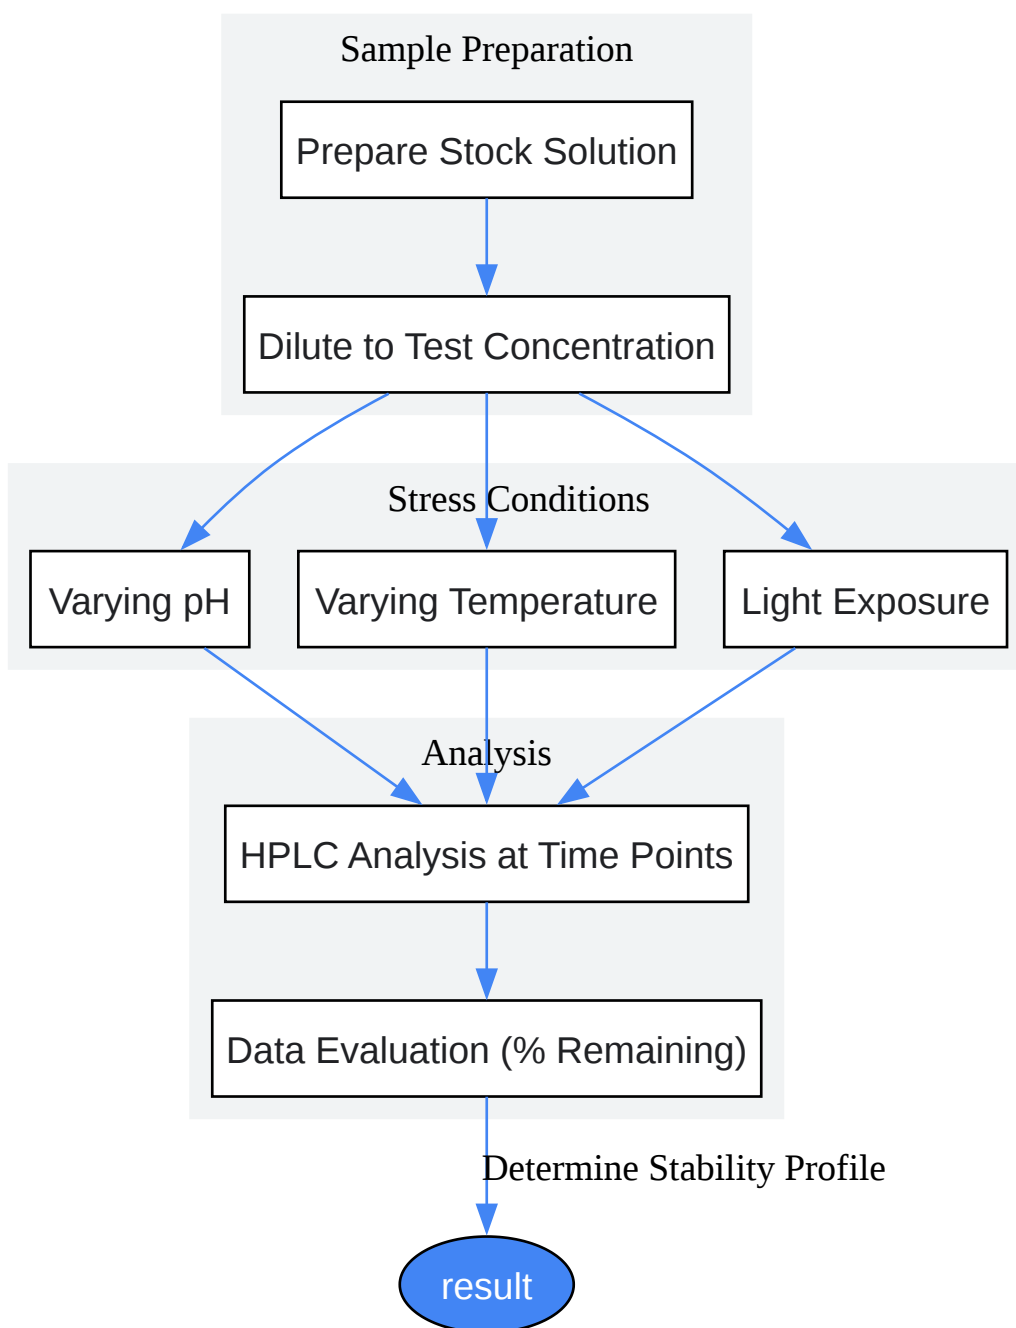 Sample Preparation
Prepare Stock Solution
Dilute to Test Concentration
Stress Conditions
Varying pH
Varying Temperature
Light Exposure
Analysis
HPLC Analysis at Time Points
Data Evaluation (% Remaining)
Determine Stability Profile
result